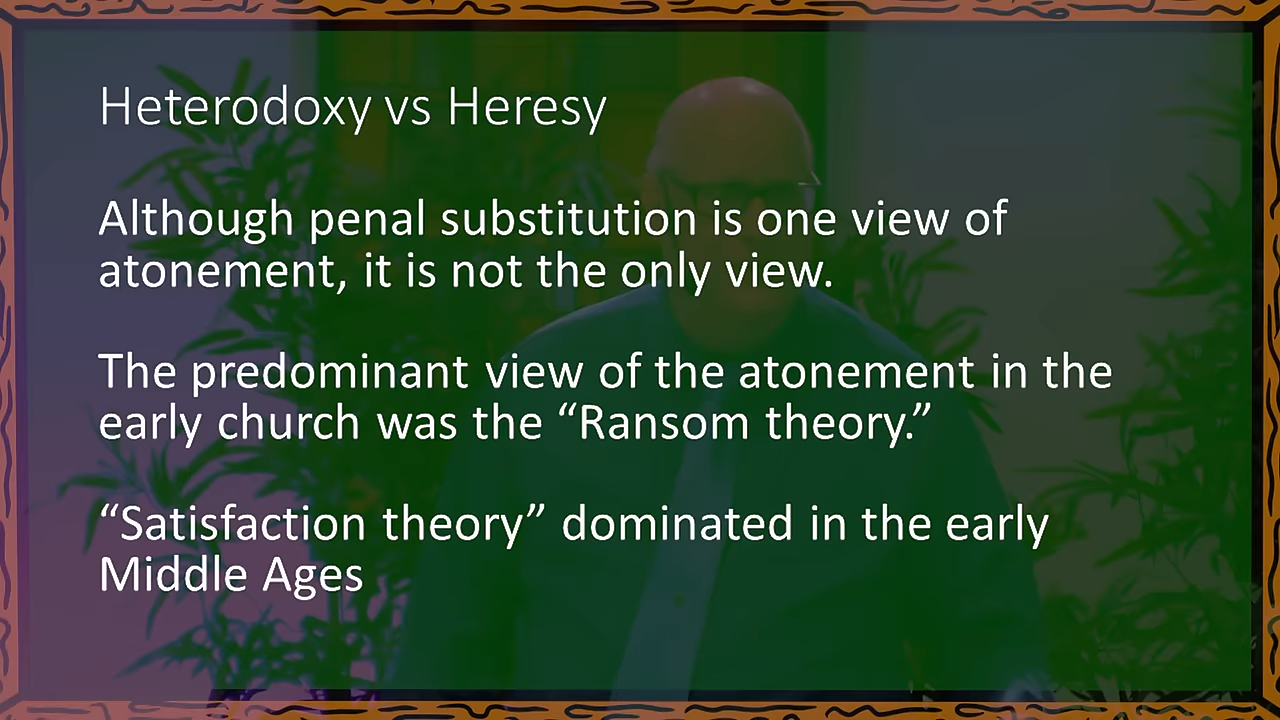 Heterodoxy vs Heresy
Although penal substitution is one view of
atonement, it is not the only view.
The predominant view of the atonement in the
early church was the “Ransom theory.”
“Satisfaction theory” dominated in the early
Middle Ages